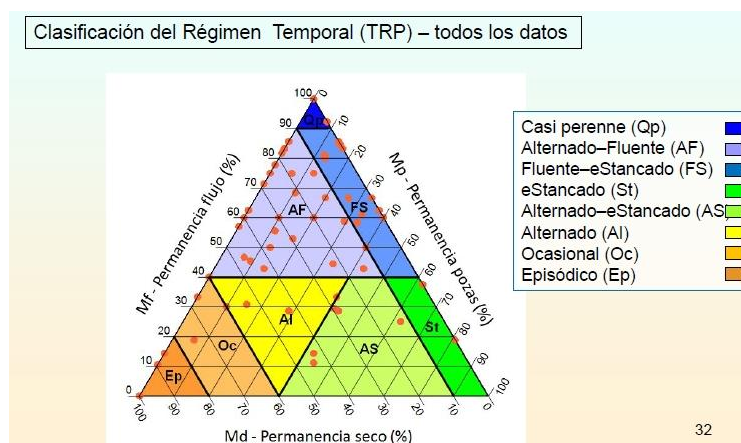 Clasificación del Régimen Temporal (TRP) – todos los datos
100 0
90 Qp 10
80 20
70 30
60 AF FS 40
50 50
40 60
30 70
Al St 80
20 Oc AS
10 Ep 90
0 100
100 90 80 70 60 50 40 30 20 10 0
Mf - Permanencia flujo (%)
Mp - Permanencia pozas (%)
Md - Permanencia seco (%)
Casi perenne (Qp)
Alternado–Fluente (AF)
Fluente–eStancado (FS)
eStancado (St)
Alternado–eStancado (AS
Alternado (Al)
Ocasional (Oc)
Episódico (Ep)
32